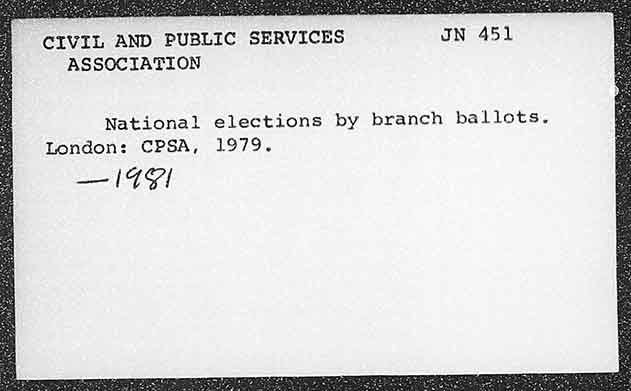 CIVIL AND PUBLIC SERVICES JN 451
ASSOCIATION
National elections by branch ballots.
London: CPSA, 1979.
—1981